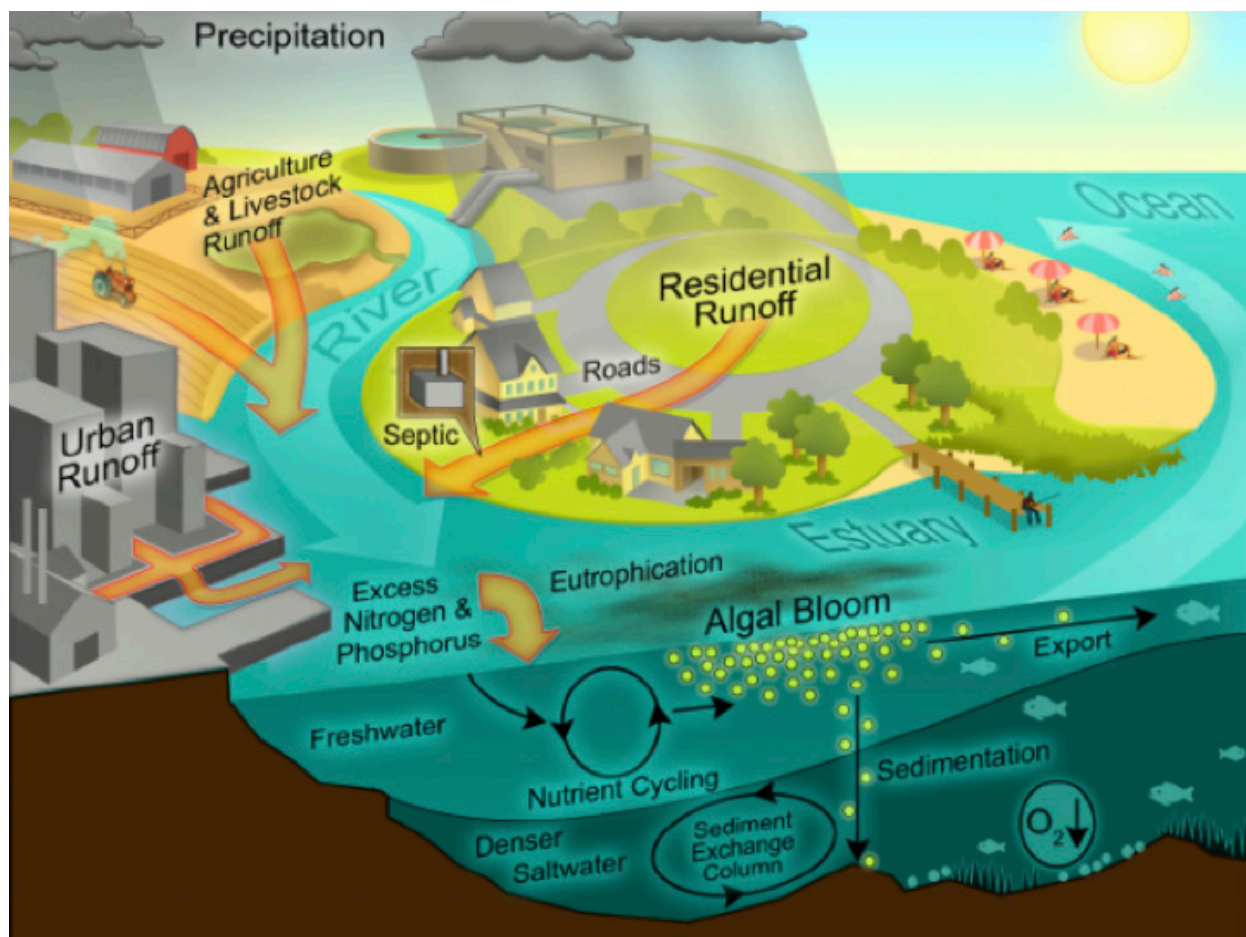 Precipitation
Agriculture
& Livestock
Runoff
River
Ocean
Residential
Runoff
Roads
Septic
Urban
Runoff
Estuary
Excess
Nitrogen &
Phosphorus
Eutrophication
Algal Bloom
Export
Freshwater
Nutrient Cycling
Sedimentation
Denser
Saltwater
Sediment
Exchange
Column
O2